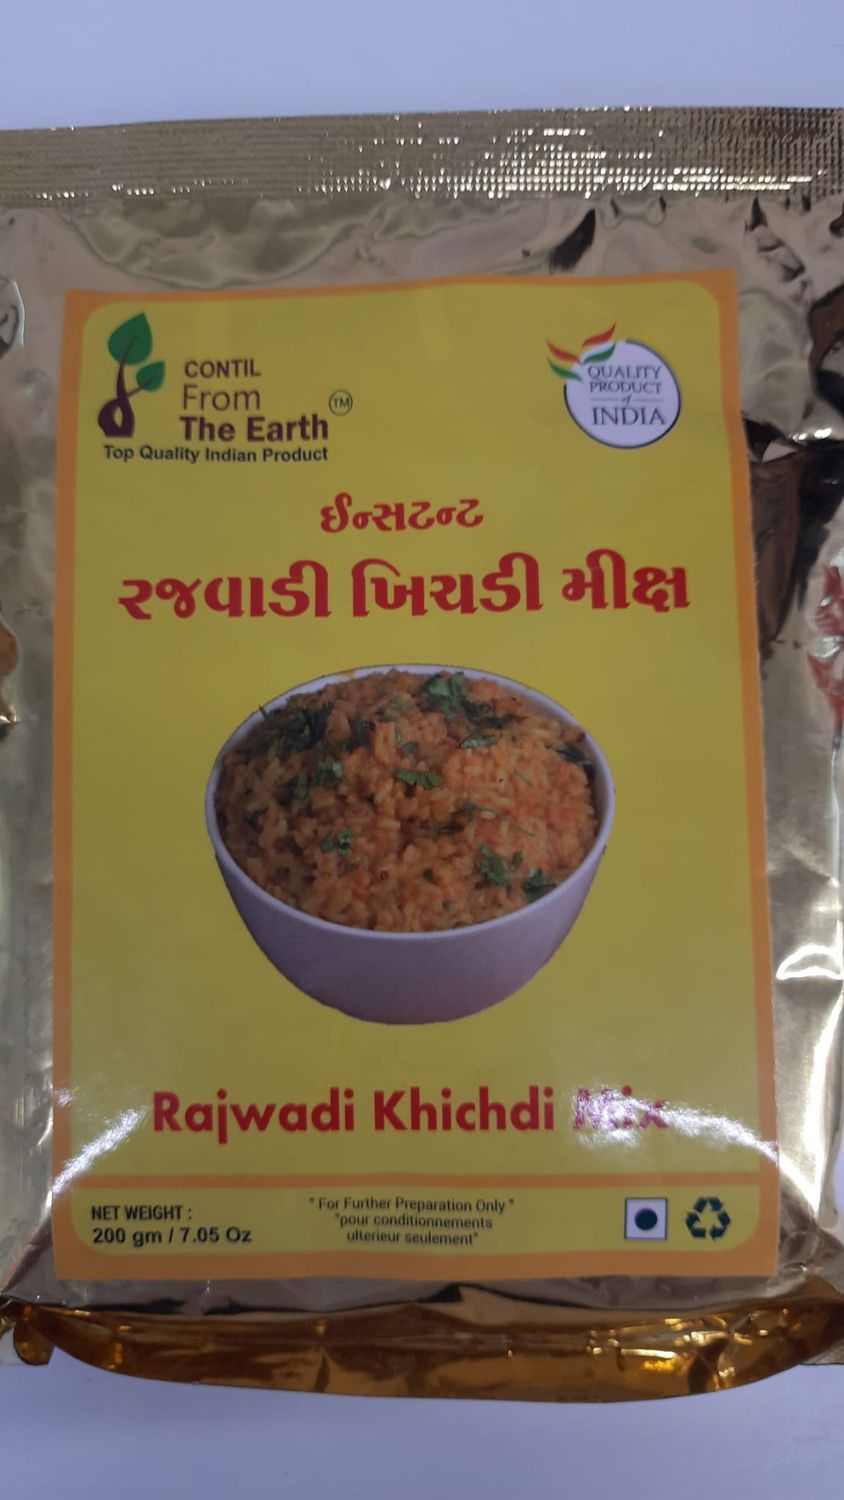 CONTIL
From
The Earth
TM
Top Quality Indian Product
QUALITY
PRODUCT
of
INDIA
ઈન્સટન્ટ
રજવાડી ખિચડી મીક્ષ
Rajwadi Khichdi Mix
NET WEIGHT :
200 gm / 7.05 Oz
" For Further Preparation Only "
"pour conditionnements
ulterieur seulement"